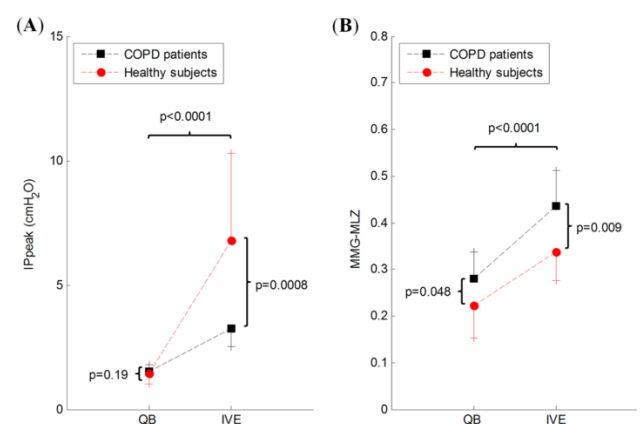 (A)
15
COPD patients
Healthy subjects
p<0.0001
10
IPpeak (cmH2O)
p=0.0008
5
p=0.19
0
QB
IVE
(B)
0.8
COPD patients
Healthy subjects
0.7
0.6
p<0.0001
0.5
MMG-MLZ
0.4
p=0.009
0.3
p=0.048
0.2
0.1
0
QB
IVE